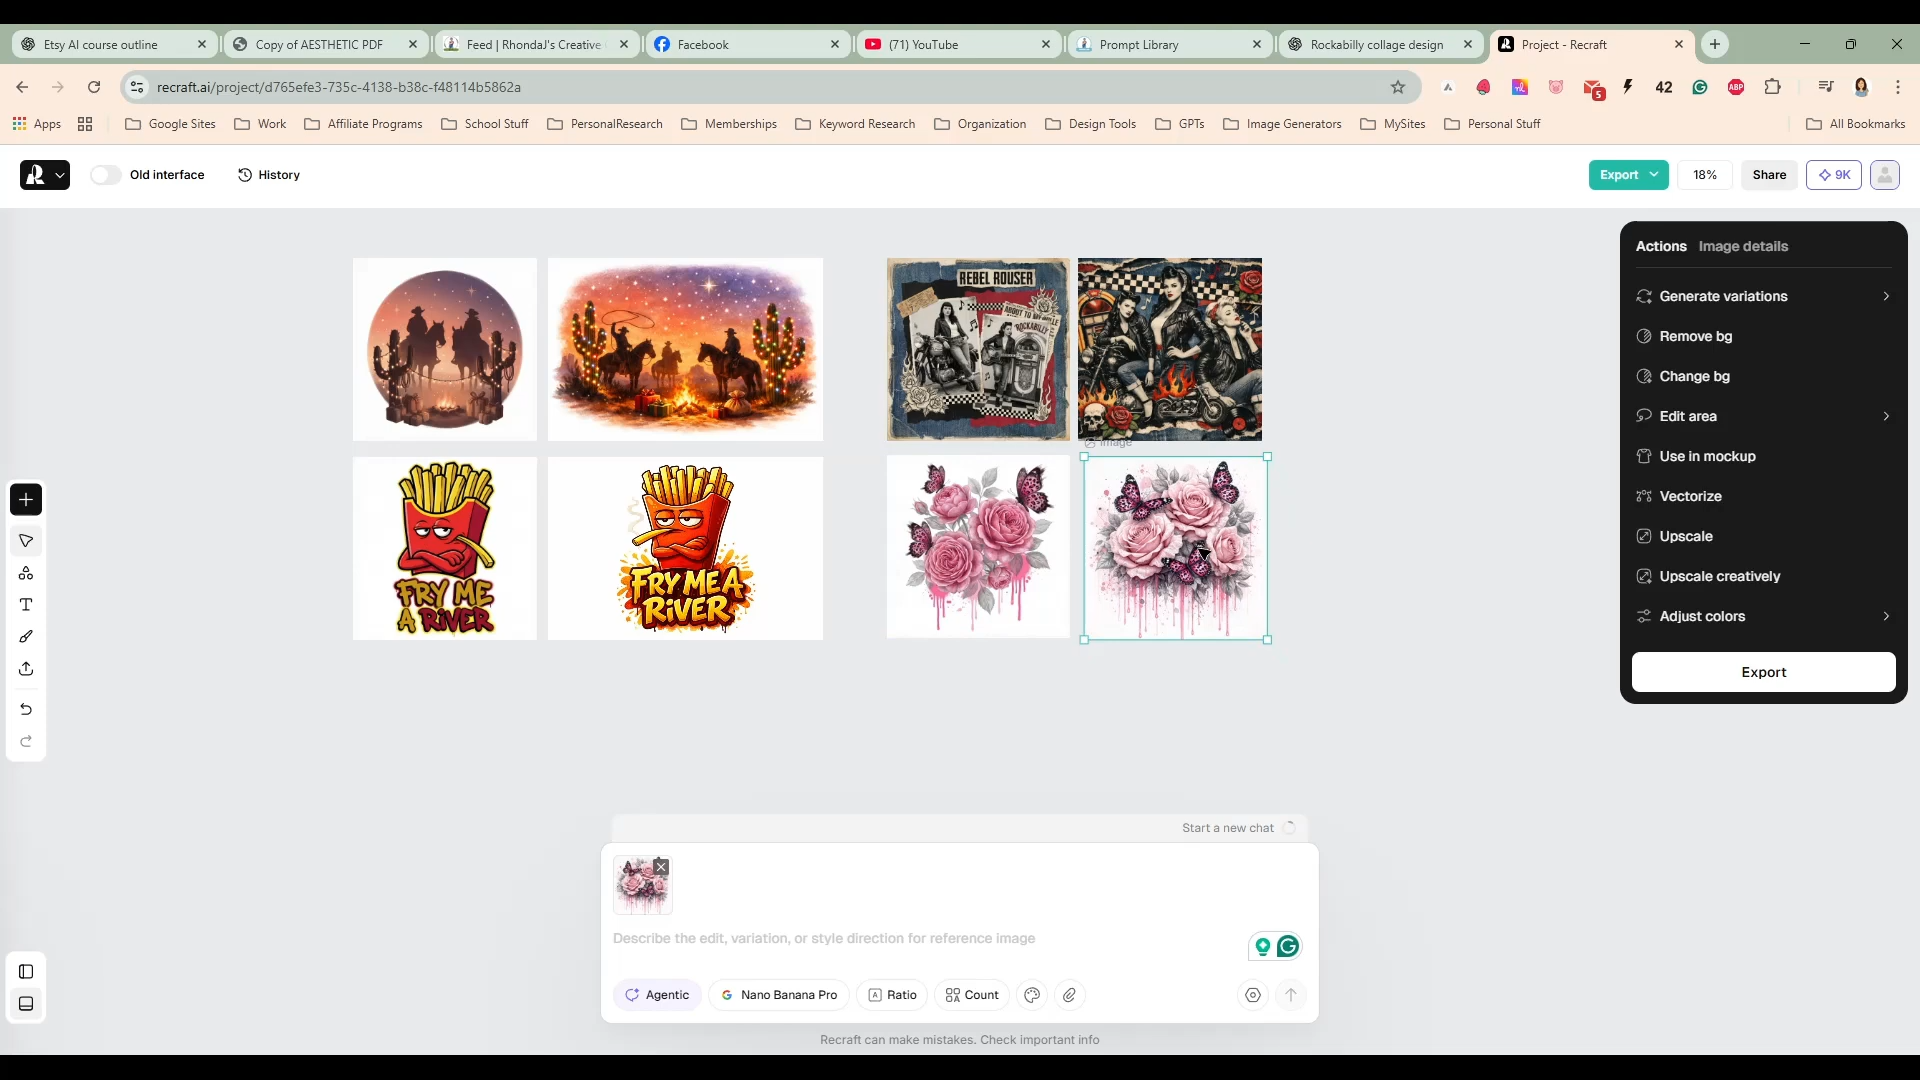 Etsy AI course outline
Copy of AESTHETIC PDF
Feed | RhondaJ's Creative
Facebook
(71) YouTube
Prompt Library
Rockabilly collage design
Project - Recraft
recraft.ai/project/d765efe3-735c-4138-b38c-f48114b5862a
5
42
ABP
Apps
Google Sites
Work
Affiliate Programs
School Stuff
PersonalResearch
Memberships
Keyword Research
Organization
Design Tools
GPTs
Image Generators
MySites
Personal Stuff
All Bookmarks
Old interface
History
Export
18%
Share
9K
Actions
Image details
Generate variations
Remove bg
Change bg
Edit area
Use in mockup
Vectorize
Upscale
Upscale creatively
Adjust colors
Export
REBEL ROUSER
ROCKABILLY
Image
FRY ME
A RIVER
FRY ME A
RIVER
Start a new chat
Describe the edit, variation, or style direction for reference image
Agentic
Nano Banana Pro
Ratio
Count
Recraft can make mistakes. Check important info